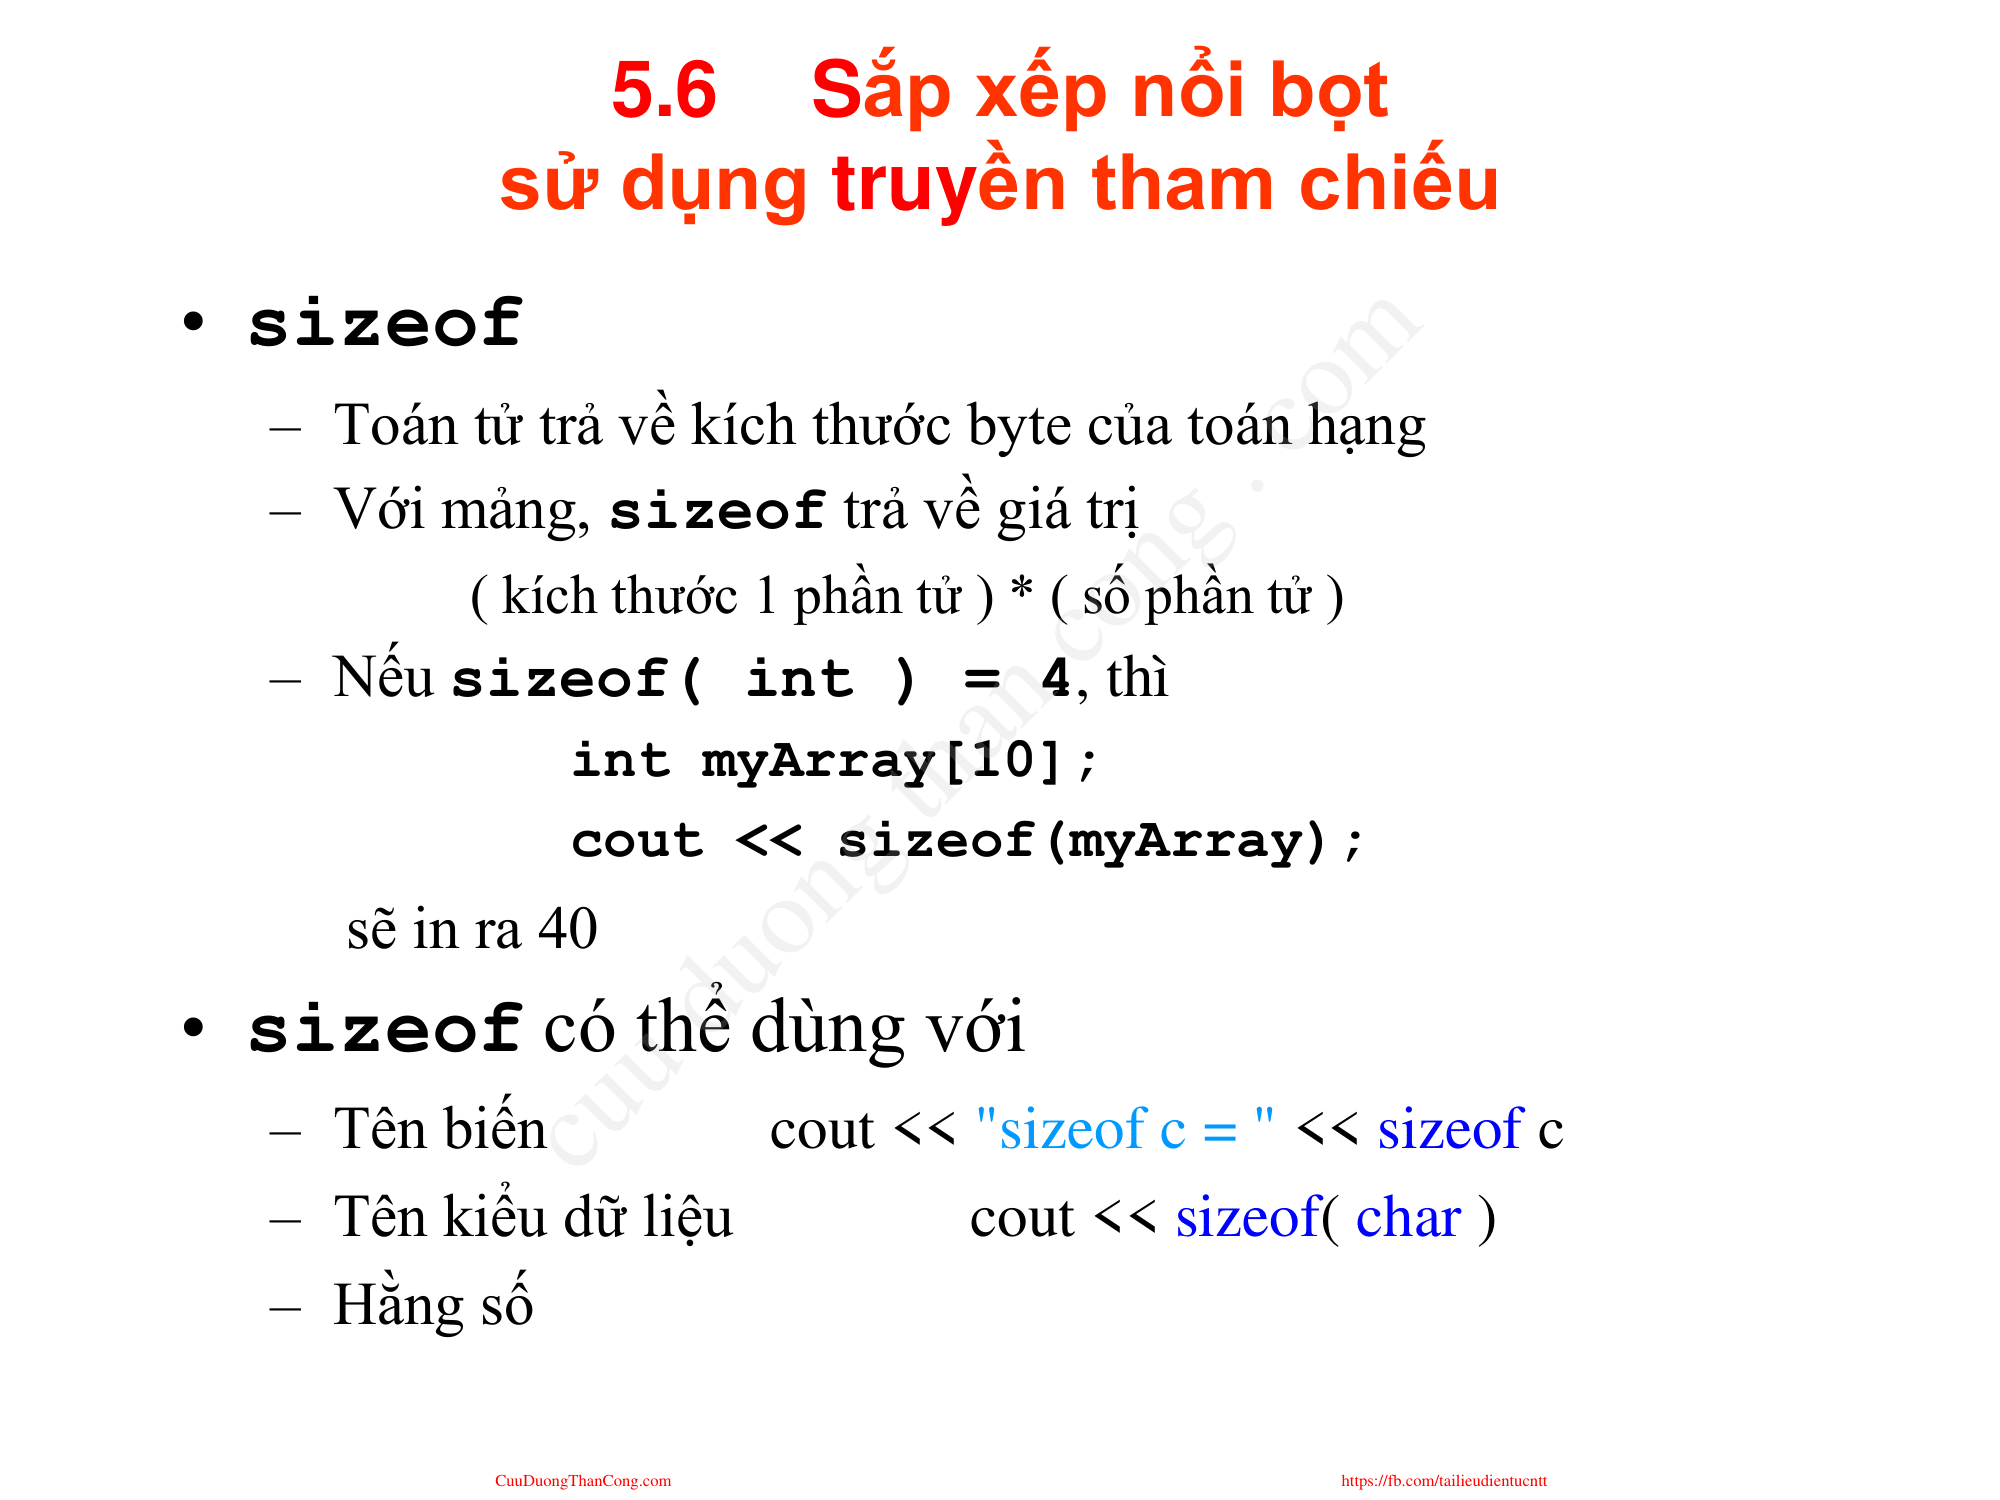 5.6 Sắp xếp nổi bọt
sử dụng truyền tham chiếu
• sizeof
– Toán tử trả về kích thước byte của toán hạng
– Với mảng, sizeof trả về giá trị
( kích thước 1 phần tử ) * ( số phần tử )
– Nếu sizeof( int ) = 4, thì
int myArray[10];
cout << sizeof(myArray);
sẽ in ra 40
• sizeof có thể dùng với
– Tên biến cout << "sizeof c = " << sizeof c
– Tên kiểu dữ liệu cout << sizeof( char )
– Hằng số
cuu duong than cong . com
CuuDuongThanCong.com https://fb.com/tailieudientucntt